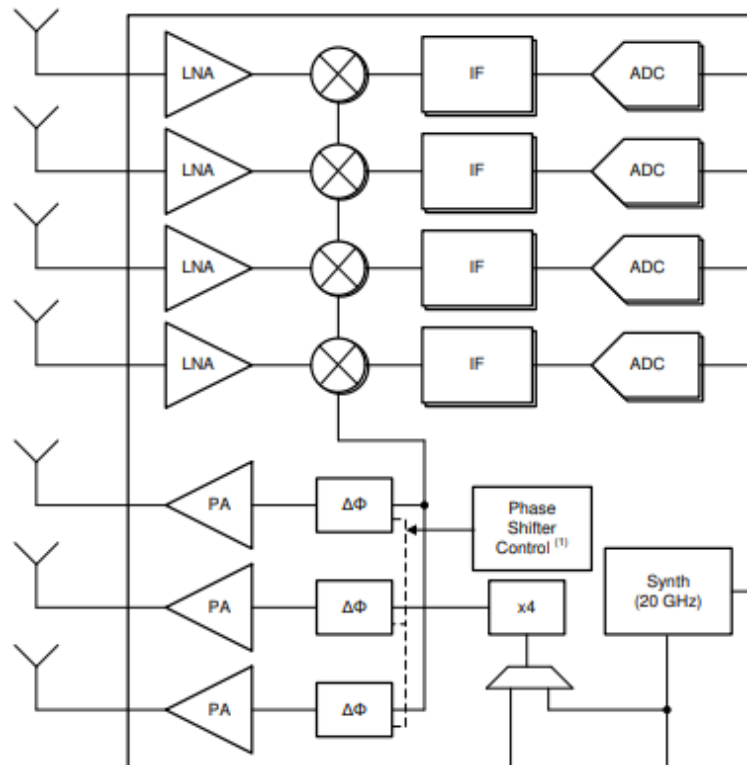 LNA
IF
ADC
LNA
IF
ADC
LNA
IF
ADC
LNA
IF
ADC
PA
ΔΦ
Phase
Shifter
Control (1)
PA
ΔΦ
x4
Synth
(20 GHz)
PA
ΔΦ